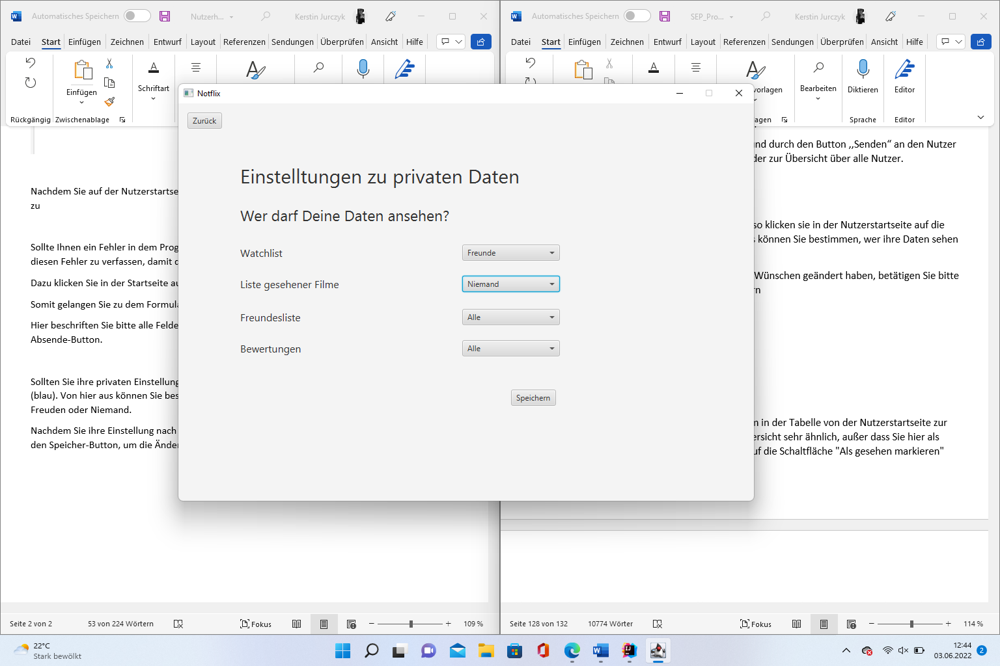 Automatisches Speichern
Nutzerh...
Kerstin Jurczyk
Datei Start Einfügen Zeichnen Entwurf Layout Referenzen Sendungen Überprüfen Ansicht Hilfe
Einfügen
Schriftart
Rückgängig
Zwischenablage
Nachdem Sie auf der Nutzerstartse
zu
Sollte Ihnen ein Fehler in dem Prog
diesen Fehler zu verfassen, damit d
Dazu klicken Sie in der Startseite au
Somit gelangen Sie zu dem Formula
Hier beschriften Sie bitte alle Felde
Absende-Button.
Sollten Sie ihre privaten Einstellung
(blau). Von hier aus können Sie bes
Freuden oder Niemand.
Nachdem Sie ihre Einstellung nach
den Speicher-Button, um die Änder
Seite 2 von 2
53 von 224 Wörtern
Fokus
109 %
Automatisches Speichern
SEP_Pro...
Kerstin Jurczyk
Datei Start Einfügen Zeichnen Entwurf Layout Referenzen Sendungen Überprüfen Ansicht Hilfe
vorlagen
Bearbeiten
Diktieren
Editor
agen
Sprache
Editor
nd durch den Button ,,Senden“ an den Nutzer
der zur Übersicht über alle Nutzer.
so klicken sie in der Nutzerstartseite auf die
s können Sie bestimmen, wer ihre Daten sehen
Wünschen geändert haben, betätigen Sie bitte
rn
n in der Tabelle von der Nutzerstartseite zur
ersicht sehr ähnlich, außer dass Sie hier als
uf die Schaltfläche "Als gesehen markieren"
Seite 128 von 132
10774 Wörter
Fokus
114 %
Notflix
Zurück
Einstelltungen zu privaten Daten
Wer darf Deine Daten ansehen?
Watchlist
Freunde
Liste gesehener Filme
Niemand
Freundesliste
Alle
Bewertungen
Alle
Speichern
22°C
Stark bewölkt
12:44
03.06.2022
2